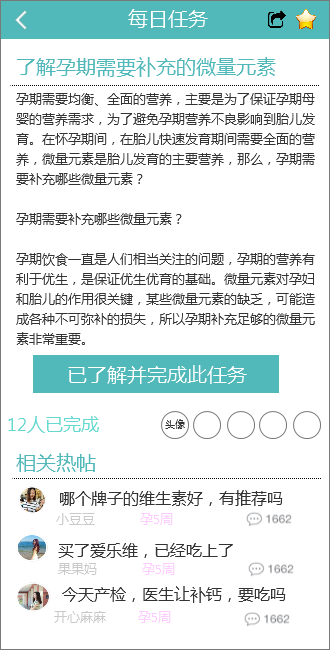 每日任务
了解孕期需要补充的微量元素
孕期需要均衡、全面的营养，主要是为了保证孕期母
婴的营养需求，为了避免孕期营养不良影响到胎儿发
育。在怀孕期间，在胎儿快速发育期间需要全面的营
养，微量元素是胎儿发育的主要营养，那么，孕期需
要补充哪些微量元素？
孕期需要补充哪些微量元素？
孕期饮食一直是人们相当关注的问题，孕期的营养有
利于优生，是保证优生优育的基础。微量元素对孕妇
和胎儿的作用很关键，某些微量元素的缺乏，可能造
成各种不可弥补的损失，所以孕期补充足够的微量元
素非常重要。
已了解并完成此任务
12人已完成 头像
相关热帖
哪个牌子的维生素好，有推荐吗
小豆豆 孕5周 1662
买了爱乐维，已经吃上了
果果妈 孕5周 1662
今天产检，医生让补钙，要吃吗
开心麻麻 孕5周 1662